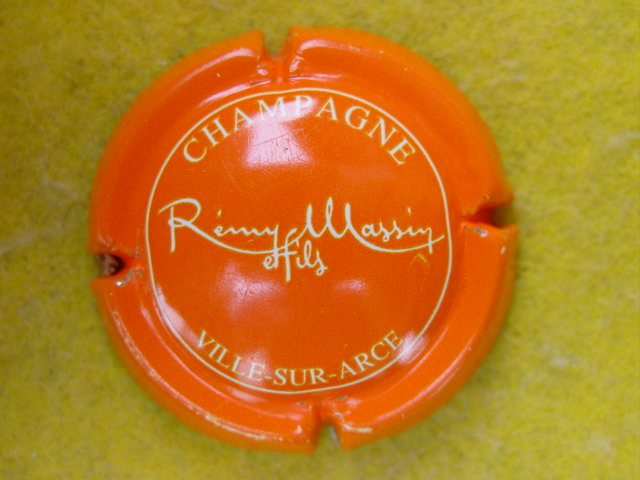 CHAMPAGNE
Rémy Massin
et fils
VILLE-SUR-ARCE